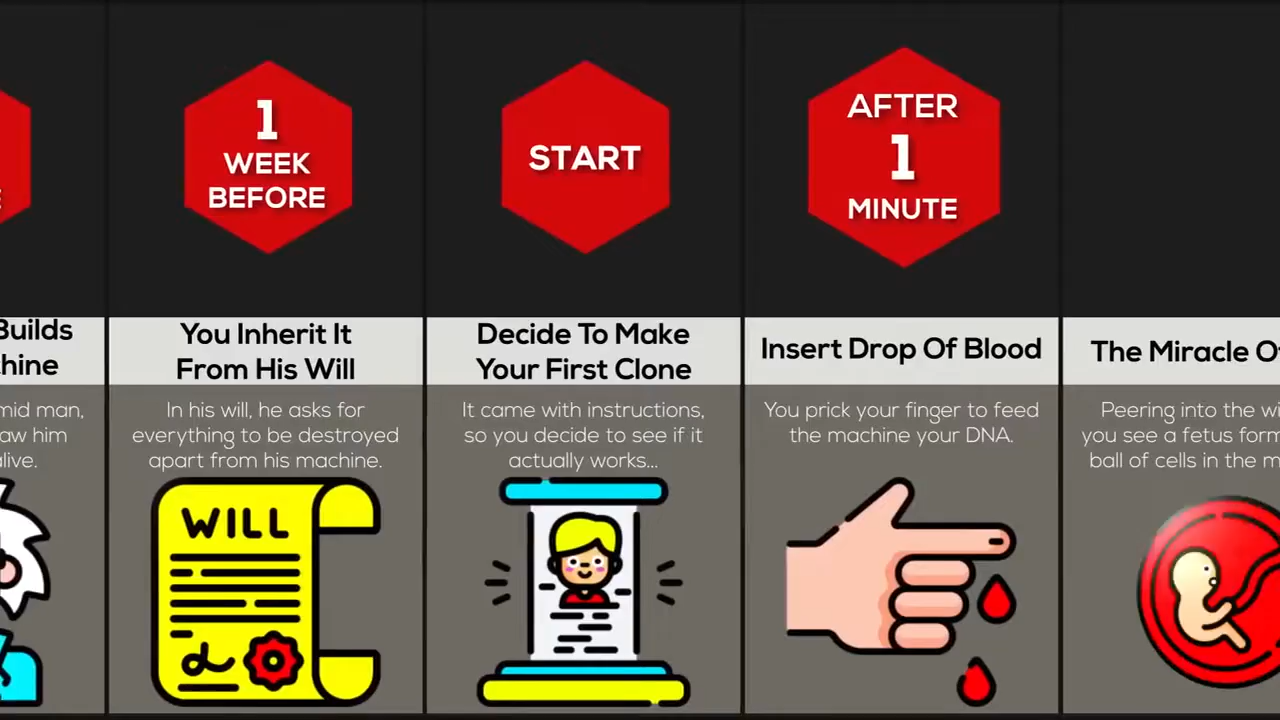 Builds
mid man,
aw him
alive.
1
WEEK
BEFORE
You Inherit It
From His Will
In his will, he asks for
everything to be destroyed
apart from his machine.
WILL
START
Decide To Make
Your First Clone
It came with instructions,
so you decide to see if it
actually works...
AFTER
1
MINUTE
Insert Drop Of Blood
You prick your finger to feed
the machine your DNA.
The Miracle Of
Peering into the
you see a fetus form
ball of cells in the